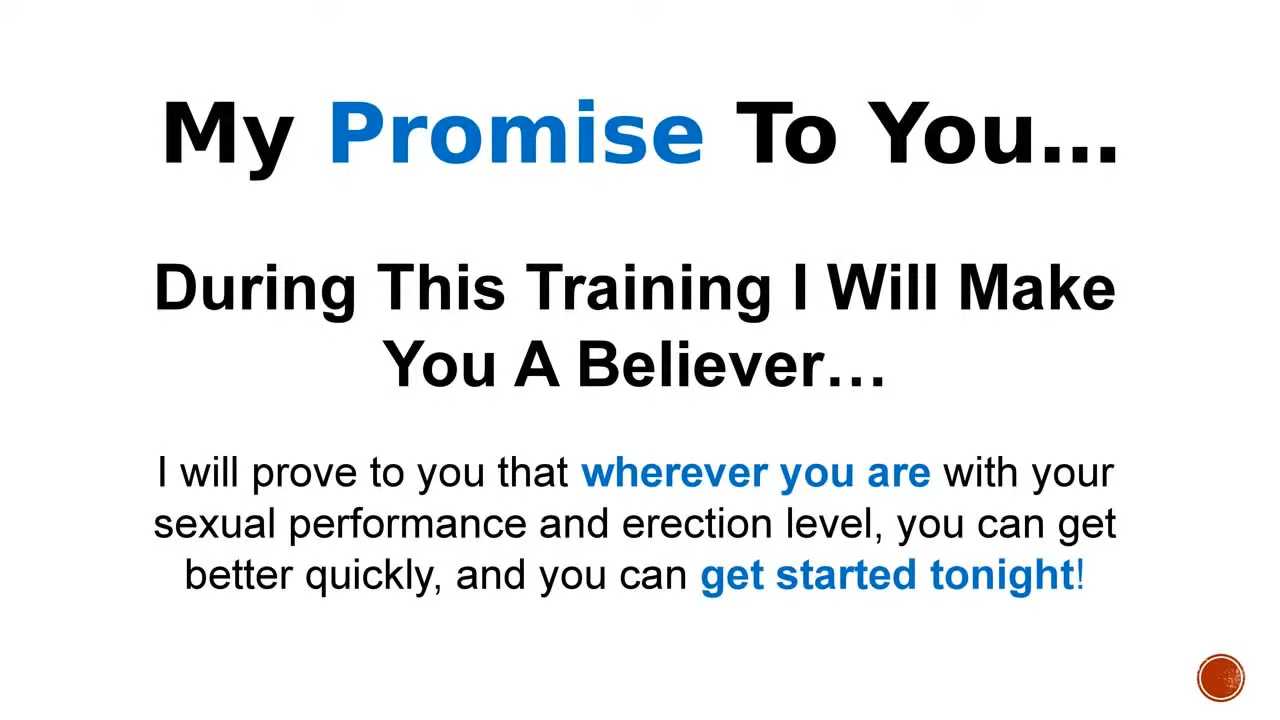 My Promise To You...
During This Training I Will Make
You A Believer…
I will prove to you that wherever you are with your
sexual performance and erection level, you can get
better quickly, and you can get started tonight!